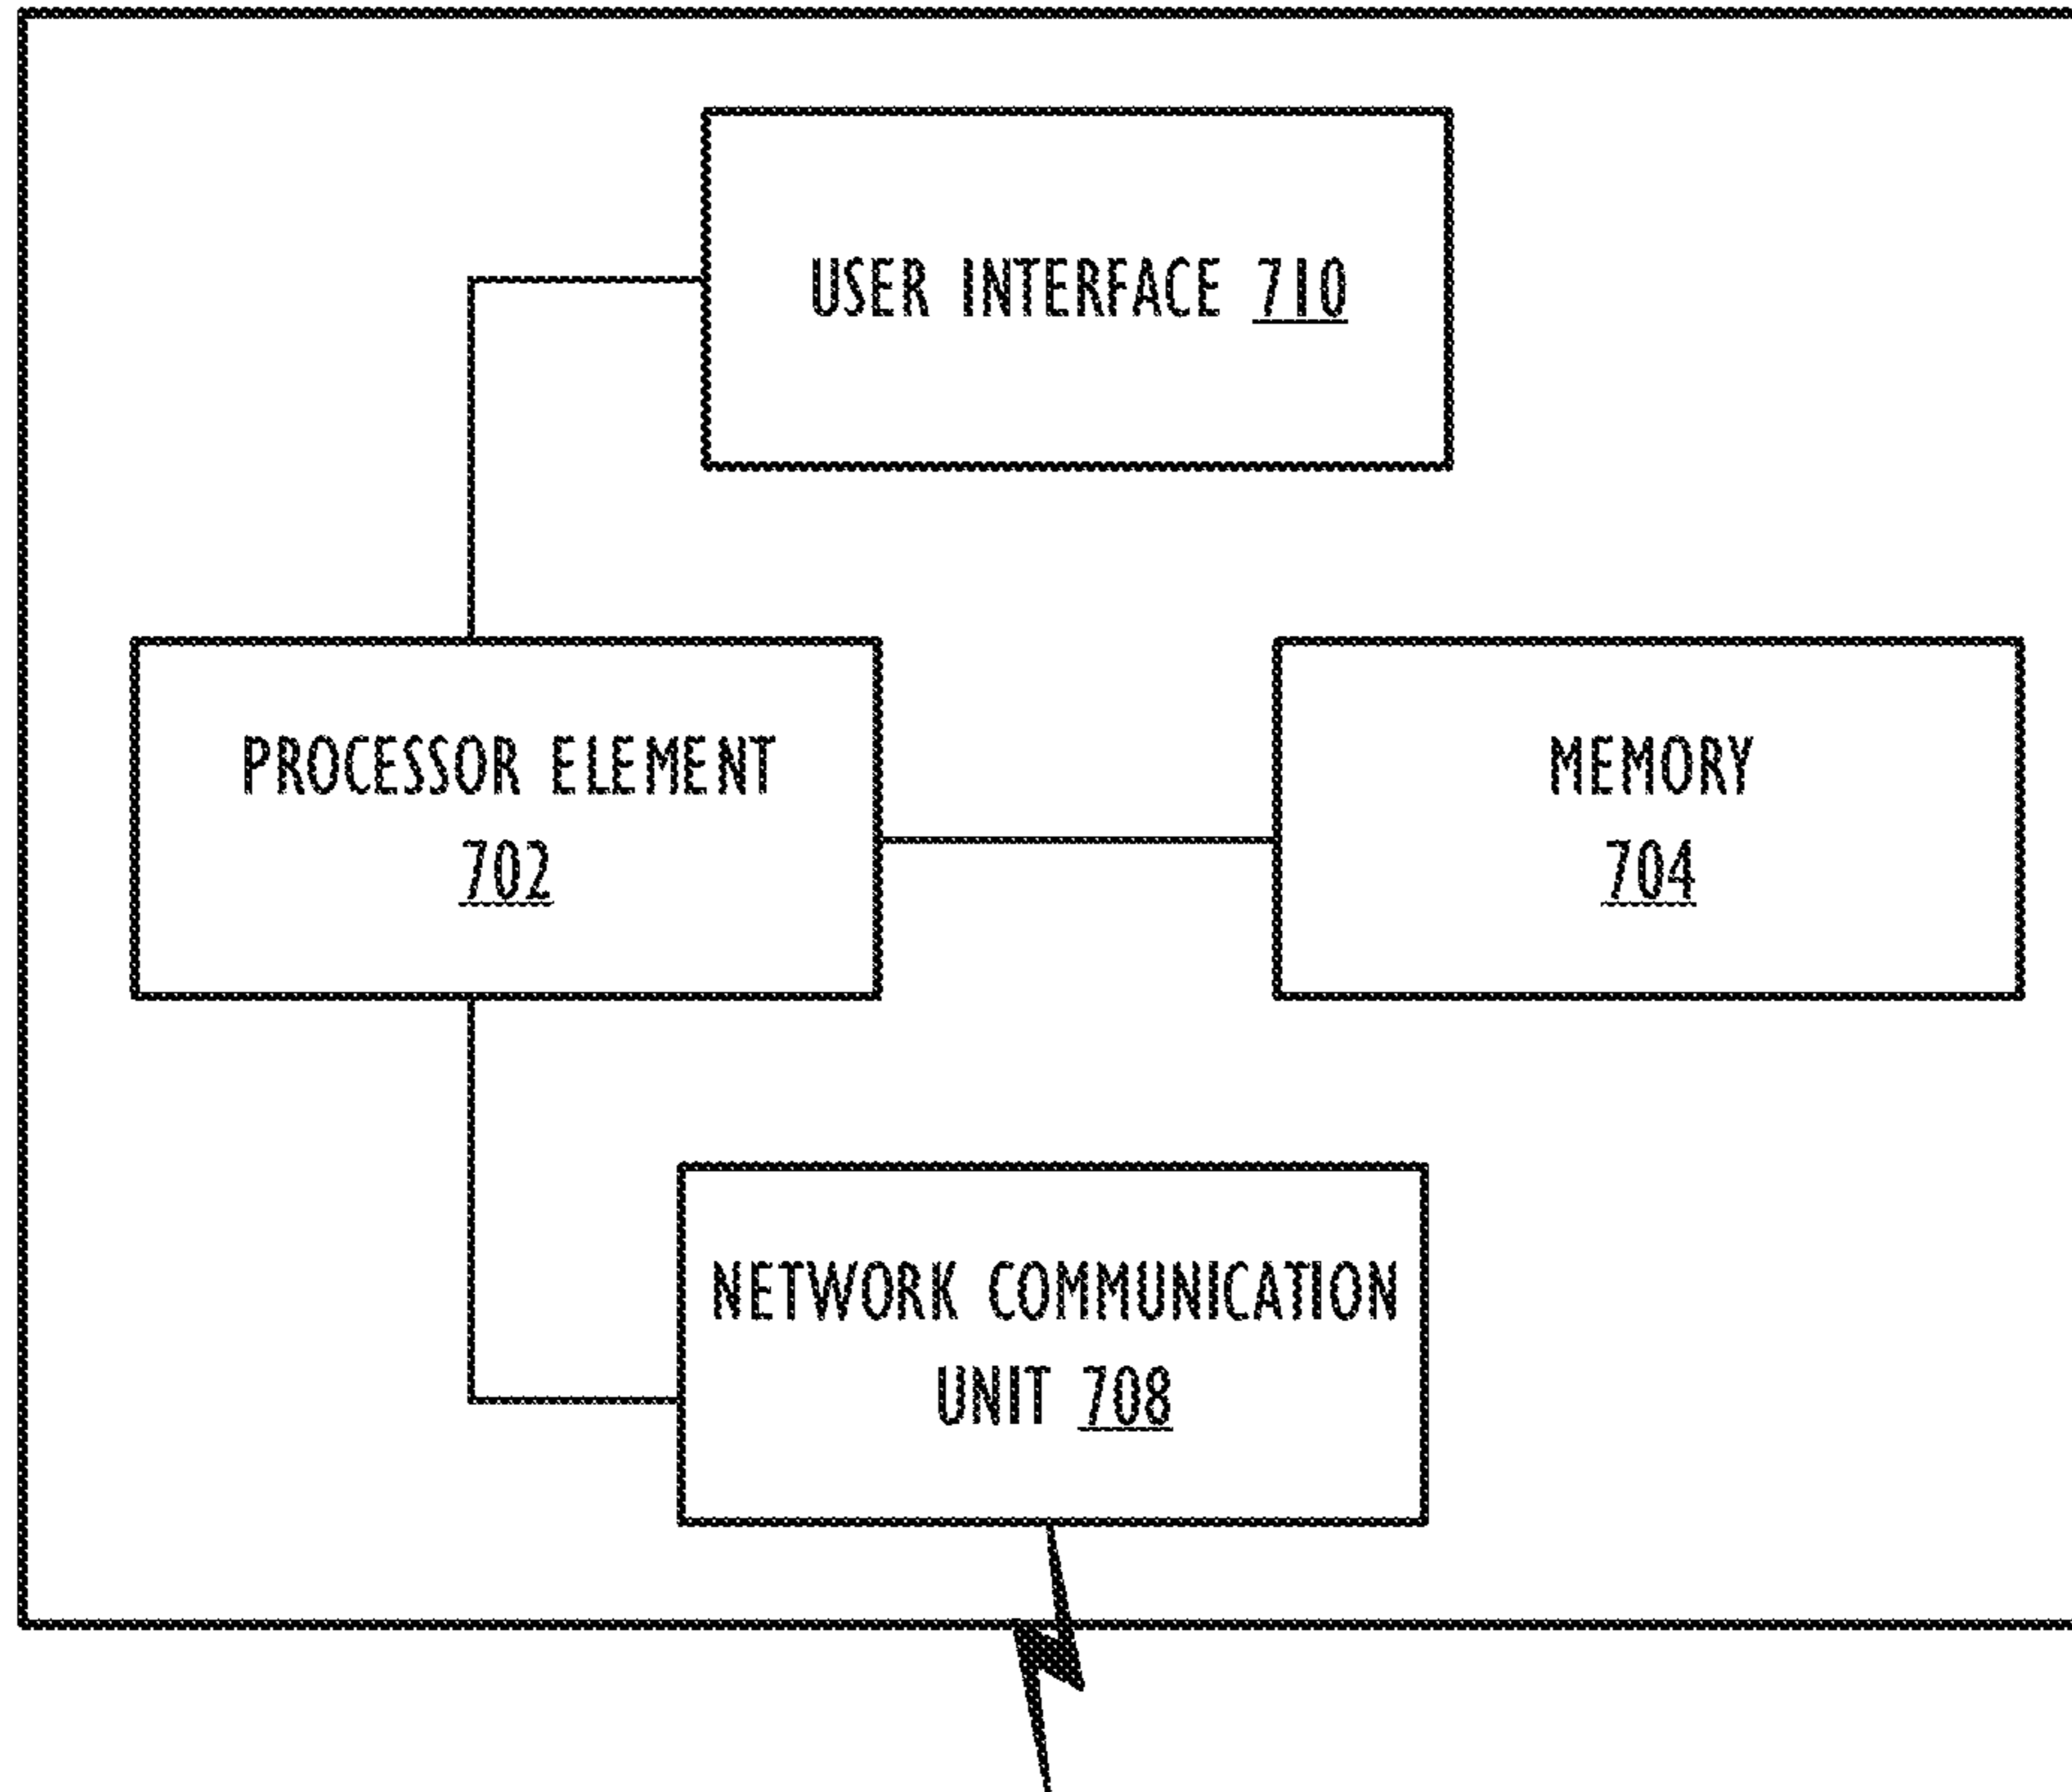 USER INTERFACE 710
PROCESSOR ELEMENT
702
MEMORY
704
NETWORK COMMUNICATION
UNIT 708